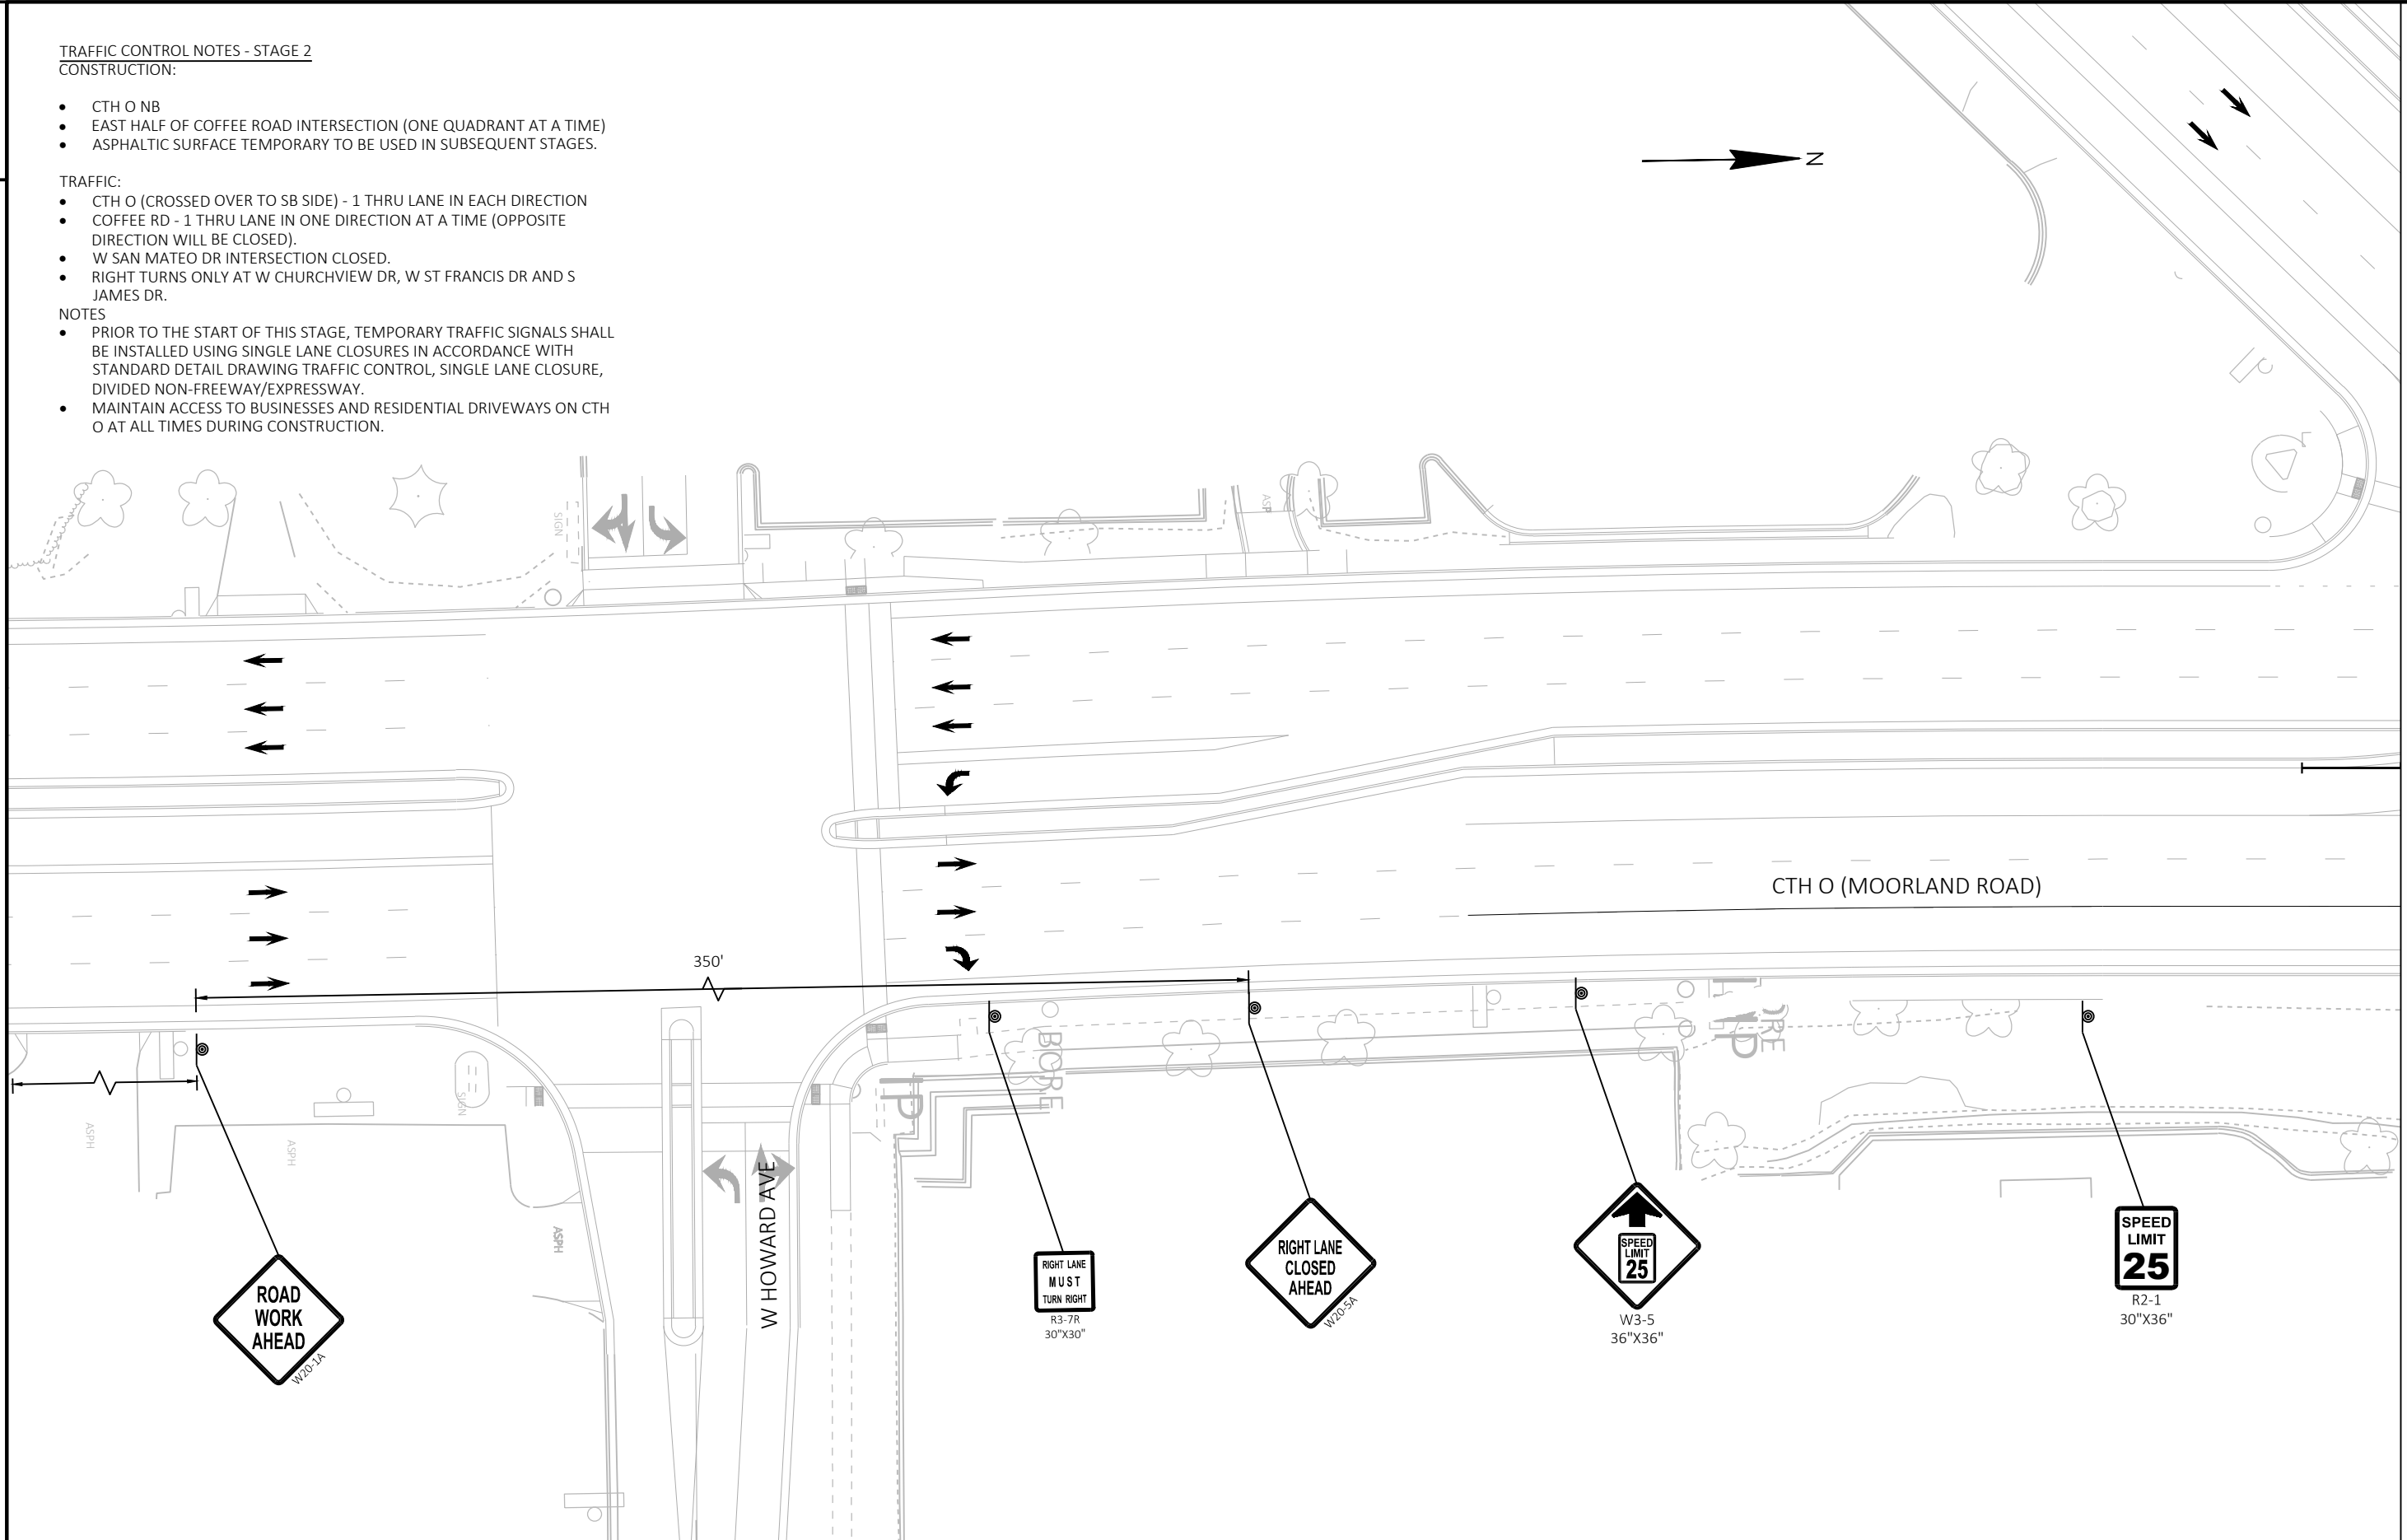 TRAFFIC CONTROL NOTES - STAGE 2
CONSTRUCTION:
• CTH O NB
• EAST HALF OF COFFEE ROAD INTERSECTION (ONE QUADRANT AT A TIME)
• ASPHALTIC SURFACE TEMPORARY TO BE USED IN SUBSEQUENT STAGES.
TRAFFIC:
• CTH O (CROSSED OVER TO SB SIDE) - 1 THRU LANE IN EACH DIRECTION
• COFFEE RD - 1 THRU LANE IN ONE DIRECTION AT A TIME (OPPOSITE
DIRECTION WILL BE CLOSED).
• W SAN MATEO DR INTERSECTION CLOSED.
• RIGHT TURNS ONLY AT W CHURCHVIEW DR, W ST FRANCIS DR AND S
JAMES DR.
NOTES
• PRIOR TO THE START OF THIS STAGE, TEMPORARY TRAFFIC SIGNALS SHALL
BE INSTALLED USING SINGLE LANE CLOSURES IN ACCORDANCE WITH
STANDARD DETAIL DRAWING TRAFFIC CONTROL, SINGLE LANE CLOSURE,
DIVIDED NON-FREEWAY/EXPRESSWAY.
• MAINTAIN ACCESS TO BUSINESSES AND RESIDENTIAL DRIVEWAYS ON CTH
O AT ALL TIMES DURING CONSTRUCTION.
N
SIGN
ASP
CTH O (MOORLAND ROAD)
350'
BCRE
SIGN
ASPH
ASPH
ASPH
W HOWARD AVE
ROAD
WORK
AHEAD
W20-1A
RIGHT LANE
MUST
TURN RIGHT
R3-7R
30"X30"
RIGHT LANE
CLOSED
AHEAD
W20-5A
SPEED
LIMIT
25
W3-5
36"X36"
SPEED
LIMIT
25
R2-1
30"X36"